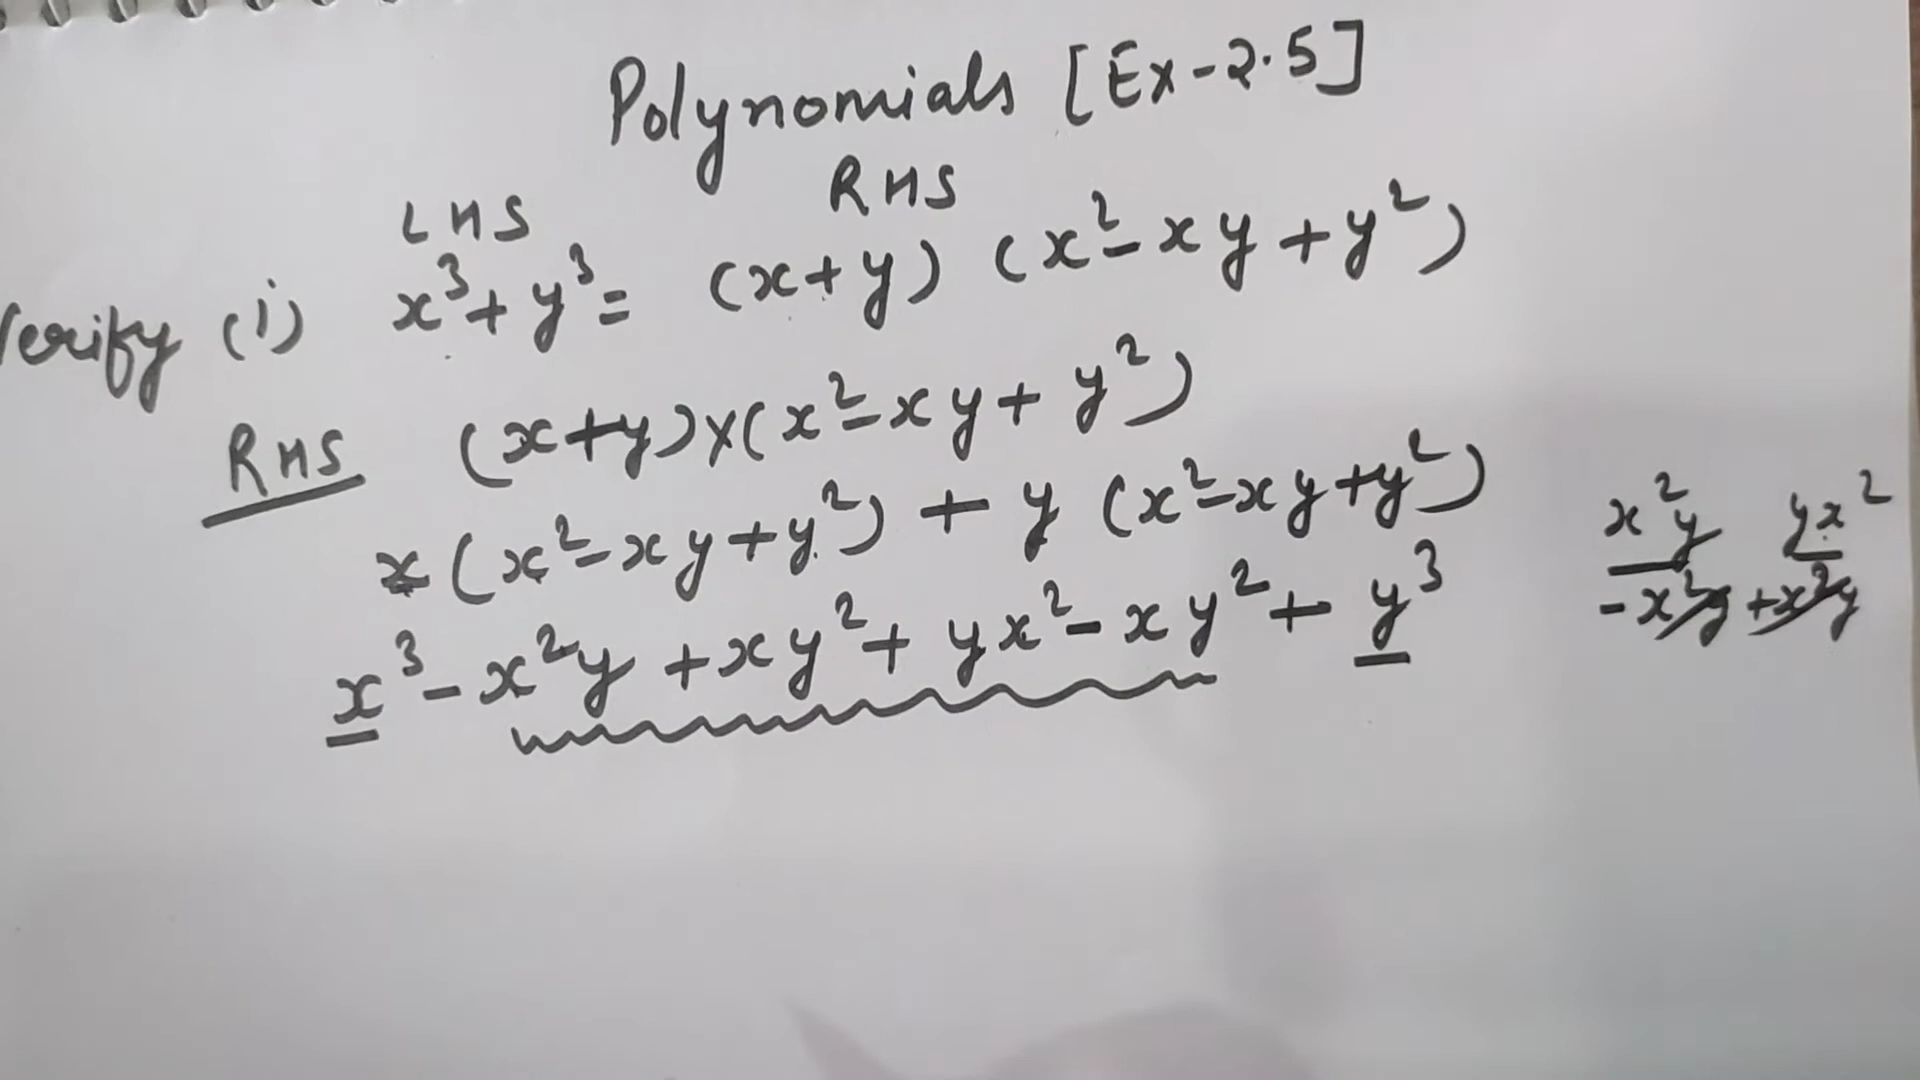 Polynomials [Ex-2.5]
LHS RHS
Verify (i) x³+y³= (x+y) (x²-xy+y²)
RHS (x+y)×(x²-xy+y²)
x(x²-xy+y²) + y (x²-xy+y²)
x³-x²y+xy²+yx²-xy²+y³
x²y yx²
-x²y+x²y